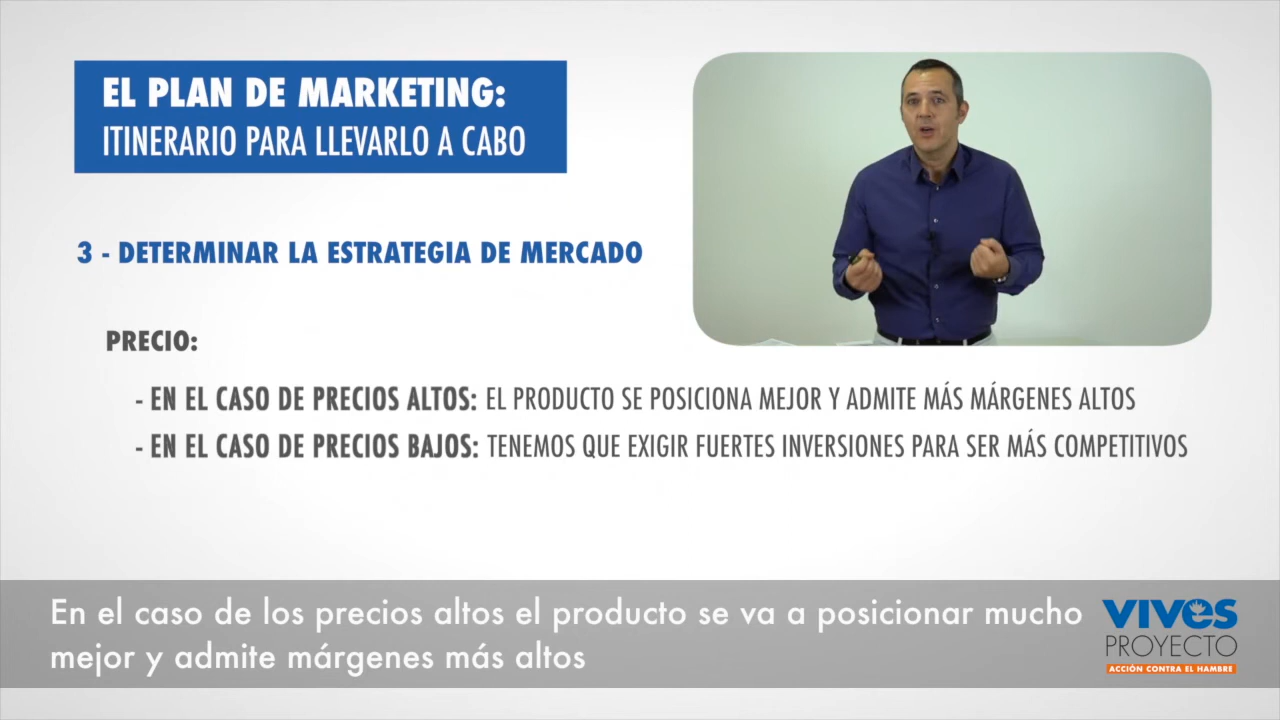 EL PLAN DE MARKETING:
ITINERARIO PARA LLEVARLO A CABO
3 - DETERMINAR LA ESTRATEGIA DE MERCADO
PRECIO:
- EN EL CASO DE PRECIOS ALTOS: EL PRODUCTO SE POSICIONA MEJOR Y ADMITE MÁS MÁRGENES ALTOS
- EN EL CASO DE PRECIOS BAJOS: TENEMOS QUE EXIGIR FUERTES INVERSIONES PARA SER MÁS COMPETITIVOS
En el caso de los precios altos el producto se va a posicionar mucho
mejor y admite márgenes más altos
VIVES
PROYECTO
ACCIÓN CONTRA EL HAMBRE